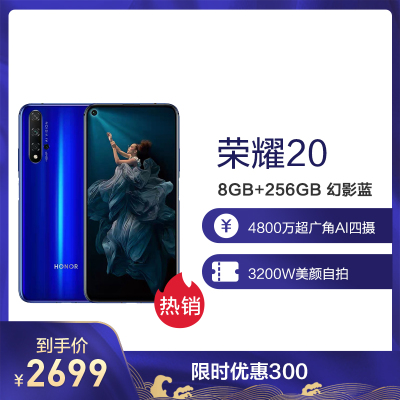 荣耀20
8GB+256GB 幻影蓝
¥ 4800万超广角AI四摄
3200W美颜自拍
HONOR
热销
到手价
¥2699
限时优惠300